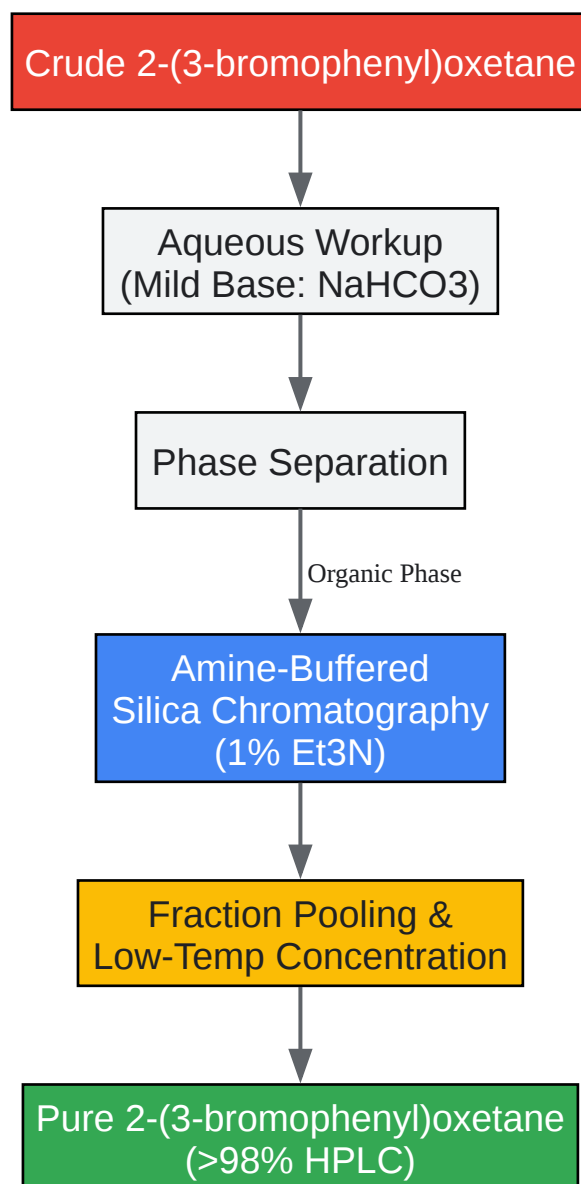 Crude 2-(3-bromophenyl)oxetane
Aqueous Workup
(Mild Base: NaHCO3)
Phase Separation
Organic Phase
Amine-Buffered
Silica Chromatography
(1% Et3N)
Fraction Pooling &
Low-Temp Concentration
Pure 2-(3-bromophenyl)oxetane
(>98% HPLC)